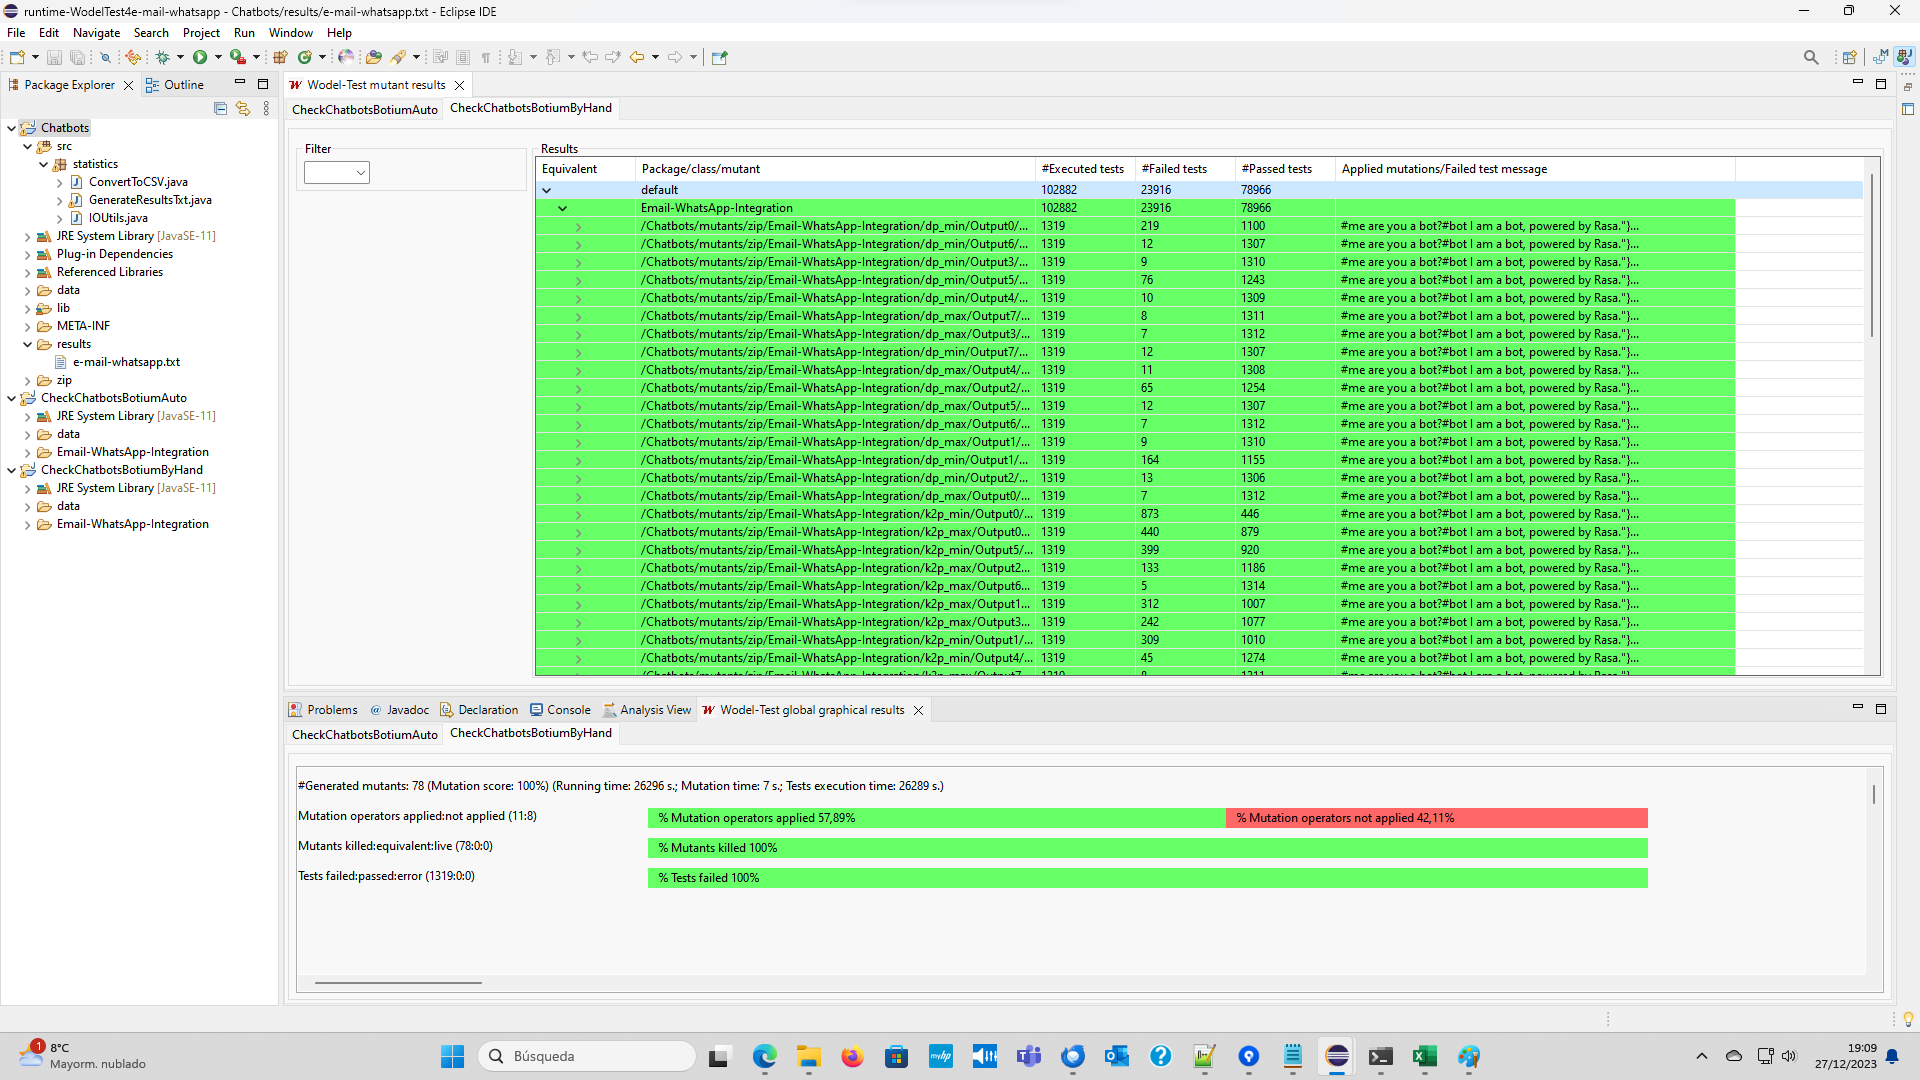 runtime-WodelTest4e-mail-whatsapp - Chatbots/results/e-mail-whatsapp.txt - Eclipse IDE
File Edit Navigate Search Project Run Window Help
Package Explorer
Outline
Chatbots
src
statistics
ConvertToCSV.java
GenerateResultsTxt.java
IOUtils.java
JRE System Library [JavaSE-11]
Plug-in Dependencies
Referenced Libraries
data
lib
META-INF
results
e-mail-whatsapp.txt
zip
CheckChatbotsBotiumAuto
JRE System Library [JavaSE-11]
data
Email-WhatsApp-Integration
CheckChatbotsBotiumByHand
JRE System Library [JavaSE-11]
data
Email-WhatsApp-Integration
Wodel-Test mutant results
CheckChatbotsBotiumAuto CheckChatbotsBotiumByHand
Filter
Results
Equivalent Package/class/mutant #Executed tests #Failed tests #Passed tests Applied mutations/Failed test message
default 102882 23916 78966
Email-WhatsApp-Integration 102882 23916 78966
/Chatbots/mutants/zip/Email-WhatsApp-Integration/dp_min/Output0/... 1319 219 1100 #me are you a bot?#bot I am a bot, powered by Rasa."}...
/Chatbots/mutants/zip/Email-WhatsApp-Integration/dp_min/Output6/... 1319 12 1307 #me are you a bot?#bot I am a bot, powered by Rasa."}...
/Chatbots/mutants/zip/Email-WhatsApp-Integration/dp_min/Output3/... 1319 9 1310 #me are you a bot?#bot I am a bot, powered by Rasa."}...
/Chatbots/mutants/zip/Email-WhatsApp-Integration/dp_min/Output5/... 1319 76 1243 #me are you a bot?#bot I am a bot, powered by Rasa."}...
/Chatbots/mutants/zip/Email-WhatsApp-Integration/dp_min/Output4/... 1319 10 1309 #me are you a bot?#bot I am a bot, powered by Rasa."}...
/Chatbots/mutants/zip/Email-WhatsApp-Integration/dp_max/Output7/... 1319 8 1311 #me are you a bot?#bot I am a bot, powered by Rasa."}...
/Chatbots/mutants/zip/Email-WhatsApp-Integration/dp_max/Output3/... 1319 7 1312 #me are you a bot?#bot I am a bot, powered by Rasa."}...
/Chatbots/mutants/zip/Email-WhatsApp-Integration/dp_min/Output7/... 1319 12 1307 #me are you a bot?#bot I am a bot, powered by Rasa."}...
/Chatbots/mutants/zip/Email-WhatsApp-Integration/dp_max/Output4/... 1319 11 1308 #me are you a bot?#bot I am a bot, powered by Rasa."}...
/Chatbots/mutants/zip/Email-WhatsApp-Integration/dp_max/Output2/... 1319 65 1254 #me are you a bot?#bot I am a bot, powered by Rasa."}...
/Chatbots/mutants/zip/Email-WhatsApp-Integration/dp_max/Output5/... 1319 12 1307 #me are you a bot?#bot I am a bot, powered by Rasa."}...
/Chatbots/mutants/zip/Email-WhatsApp-Integration/dp_max/Output6/... 1319 7 1312 #me are you a bot?#bot I am a bot, powered by Rasa."}...
/Chatbots/mutants/zip/Email-WhatsApp-Integration/dp_max/Output1/... 1319 9 1310 #me are you a bot?#bot I am a bot, powered by Rasa."}...
/Chatbots/mutants/zip/Email-WhatsApp-Integration/dp_min/Output1/... 1319 164 1155 #me are you a bot?#bot I am a bot, powered by Rasa."}...
/Chatbots/mutants/zip/Email-WhatsApp-Integration/dp_min/Output2/... 1319 13 1306 #me are you a bot?#bot I am a bot, powered by Rasa."}...
/Chatbots/mutants/zip/Email-WhatsApp-Integration/dp_max/Output0/... 1319 7 1312 #me are you a bot?#bot I am a bot, powered by Rasa."}...
/Chatbots/mutants/zip/Email-WhatsApp-Integration/k2p_min/Output0/... 1319 873 446 #me are you a bot?#bot I am a bot, powered by Rasa."}...
/Chatbots/mutants/zip/Email-WhatsApp-Integration/k2p_max/Output0... 1319 440 879 #me are you a bot?#bot I am a bot, powered by Rasa."}...
/Chatbots/mutants/zip/Email-WhatsApp-Integration/k2p_min/Output5/... 1319 399 920 #me are you a bot?#bot I am a bot, powered by Rasa."}...
/Chatbots/mutants/zip/Email-WhatsApp-Integration/k2p_max/Output2... 1319 133 1186 #me are you a bot?#bot I am a bot, powered by Rasa."}...
/Chatbots/mutants/zip/Email-WhatsApp-Integration/k2p_max/Output6... 1319 5 1314 #me are you a bot?#bot I am a bot, powered by Rasa."}...
/Chatbots/mutants/zip/Email-WhatsApp-Integration/k2p_max/Output1... 1319 312 1007 #me are you a bot?#bot I am a bot, powered by Rasa."}...
/Chatbots/mutants/zip/Email-WhatsApp-Integration/k2p_max/Output3... 1319 242 1077 #me are you a bot?#bot I am a bot, powered by Rasa."}...
/Chatbots/mutants/zip/Email-WhatsApp-Integration/k2p_min/Output1/... 1319 309 1010 #me are you a bot?#bot I am a bot, powered by Rasa."}...
/Chatbots/mutants/zip/Email-WhatsApp-Integration/k2p_min/Output4/... 1319 45 1274 #me are you a bot?#bot I am a bot, powered by Rasa."}...
Problems @ Javadoc Declaration Console Analysis View Wodel-Test global graphical results
CheckChatbotsBotiumAuto CheckChatbotsBotiumByHand
#Generated mutants: 78 (Mutation score: 100%) (Running time: 26296 s.; Mutation time: 7 s.; Tests execution time: 26289 s.)
Mutation operators applied:not applied (11:8) % Mutation operators applied 57,89% % Mutation operators not applied 42,11%
Mutants killed:equivalent:live (78:0:0) % Mutants killed 100%
Tests failed:passed:error (1319:0:0) % Tests failed 100%
1
8°C
Mayorm. nublado
Búsqueda
19:09
27/12/2023